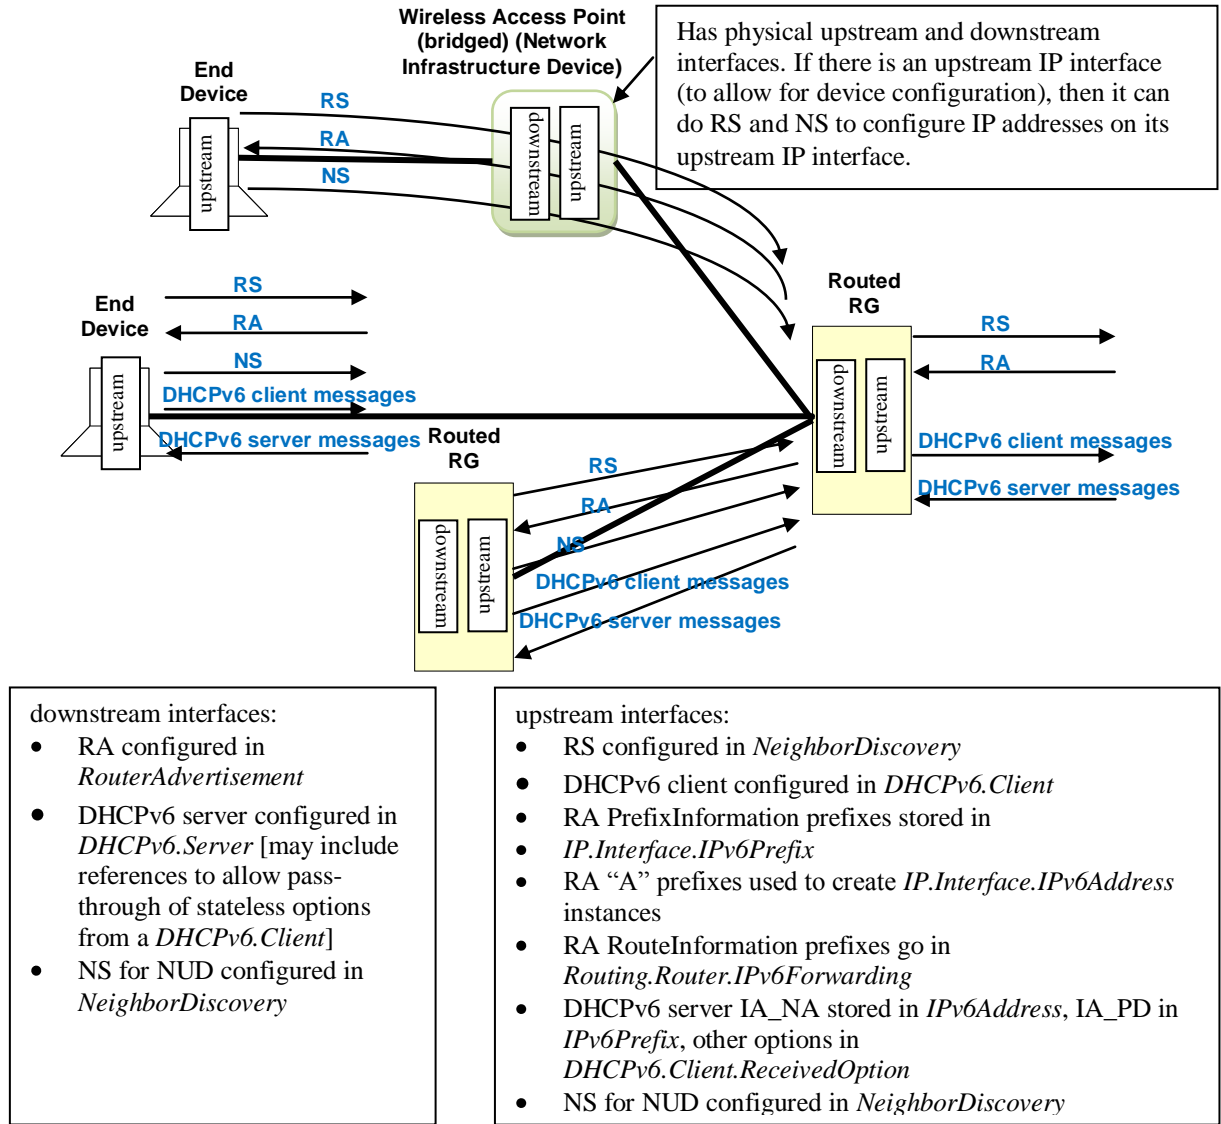 Wireless Access Point
(bridged) (Network
Infrastructure Device)
Has physical upstream and downstream
interfaces. If there is an upstream IP interface
(to allow for device configuration), then it can
do RS and NS to configure IP addresses on its
upstream IP interface.
End
Device
RS
RA
NS
upstream
downstream
upstream
End
Device
RS
RA
NS
DHCPv6 client messages
DHCPv6 server messages
upstream
Routed
RG
RS
RA
DHCPv6 client messages
DHCPv6 server messages
downstream
upstream
Routed
RG
RS
RA
NS
DHCPv6 client messages
DHCPv6 server messages
downstream
upstream
downstream interfaces:
• RA configured in
RouterAdvertisement
• DHCPv6 server configured in
DHCPv6.Server [may include
references to allow pass-
through of stateless options
from a DHCPv6.Client]
• NS for NUD configured in
NeighborDiscovery
upstream interfaces:
• RS configured in NeighborDiscovery
• DHCPv6 client configured in DHCPv6.Client
• RA PrefixInformation prefixes stored in
• IP.Interface.IPv6Prefix
• RA “A” prefixes used to create IP.Interface.IPv6Address
instances
• RA RouteInformation prefixes go in
Routing.Router.IPv6Forwarding
• DHCPv6 server IA_NA stored in IPv6Address, IA_PD in
IPv6Prefix, other options in
DHCPv6.Client.ReceivedOption
• NS for NUD configured in NeighborDiscovery